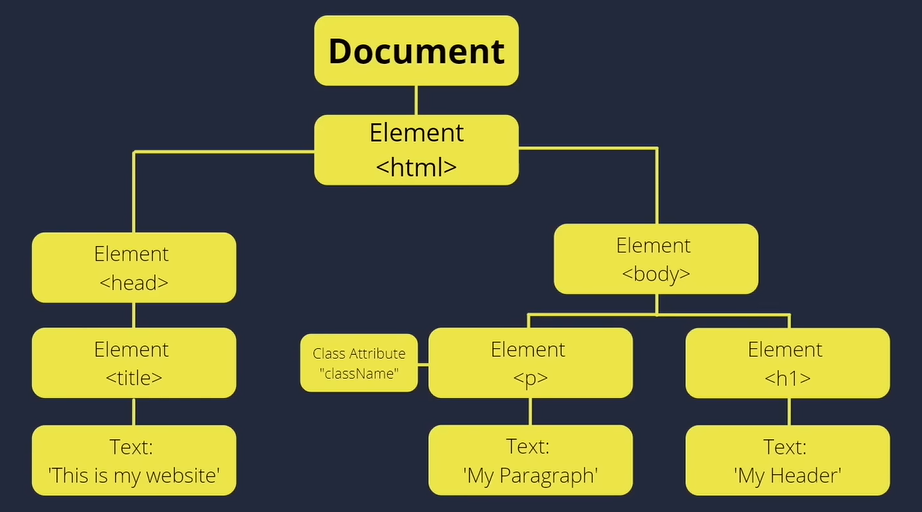 Document
Element
<html>
Element
<head>
Element
<body>
Element
<title>
Class Attribute
"className"
Element
<p>
Element
<h1>
Text:
'This is my website'
Text:
'My Paragraph'
Text:
'My Header'